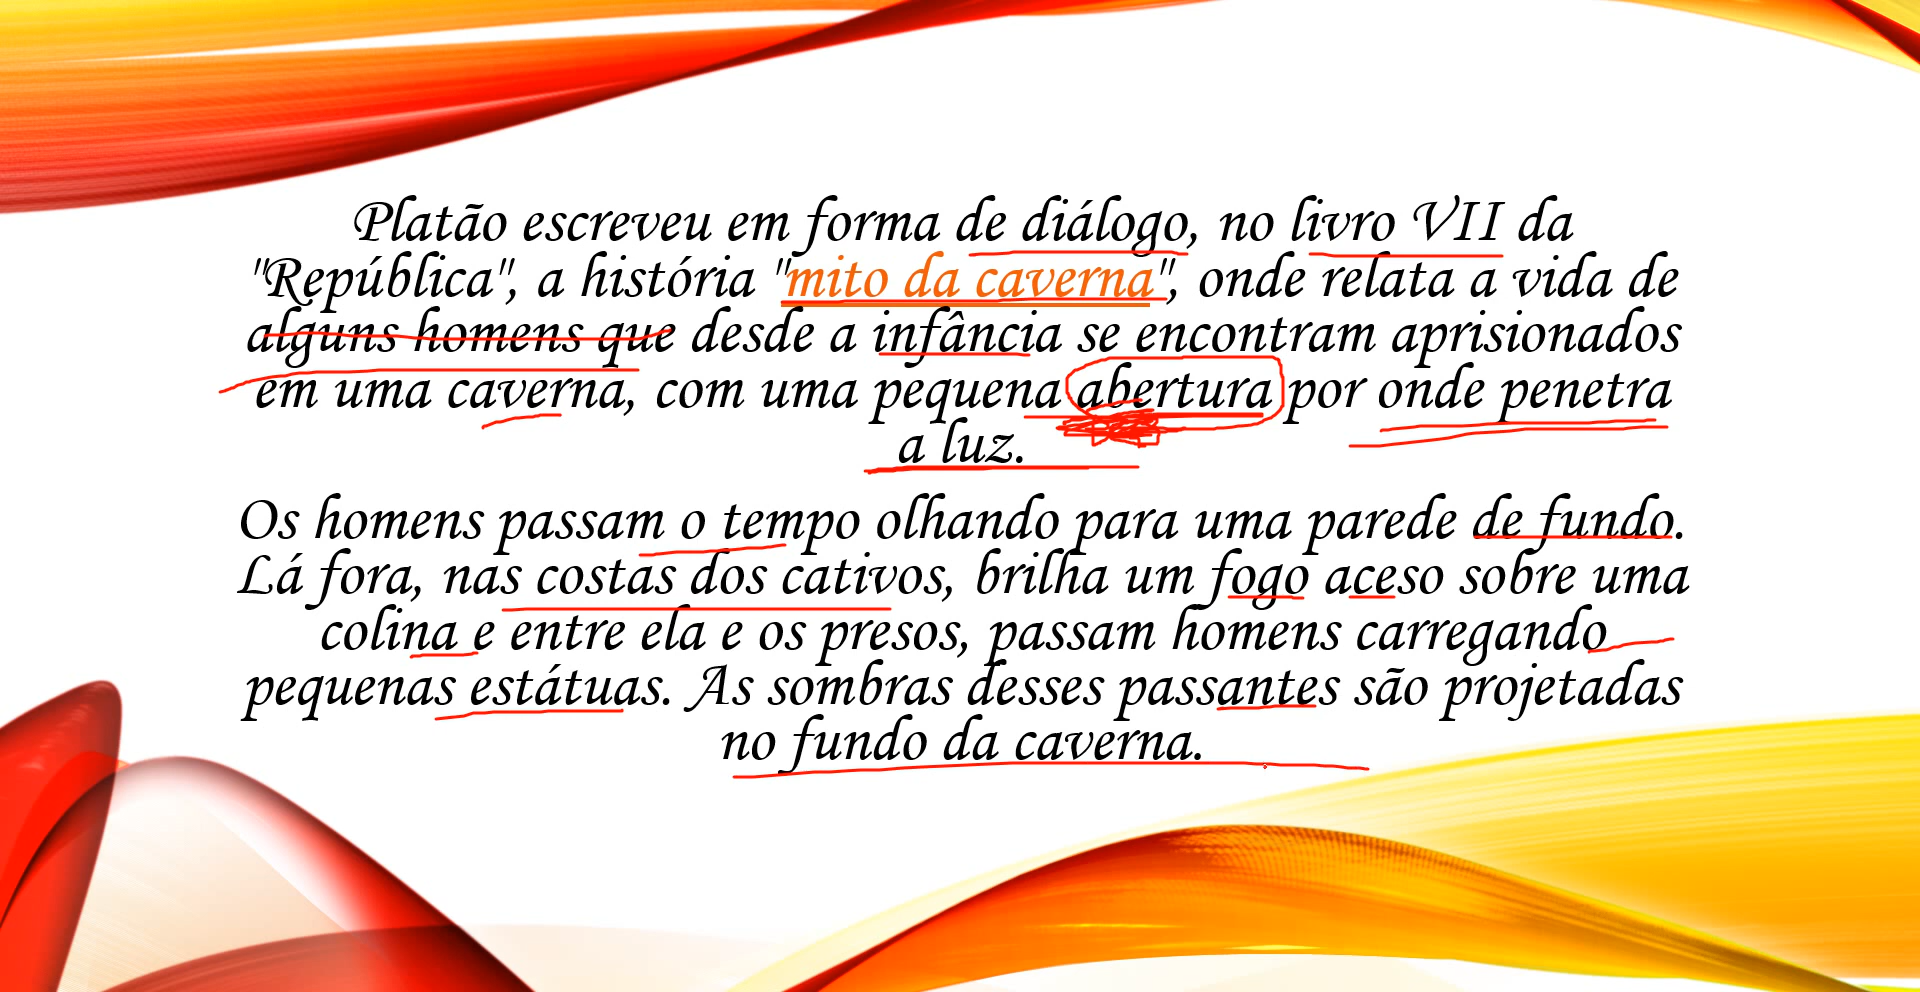 Platão escreveu em forma de diálogo, no livro VII da
"República", a história "mito da caverna", onde relata a vida de
alguns homens que desde a infância se encontram aprisionados
em uma caverna, com uma pequena abertura por onde penetra
a luz.
Os homens passam o tempo olhando para uma parede de fundo.
Lá fora, nas costas dos cativos, brilha um fogo aceso sobre uma
colina e entre ela e os presos, passam homens carregando
pequenas estátuas. As sombras desses passantes são projetadas
no fundo da caverna.